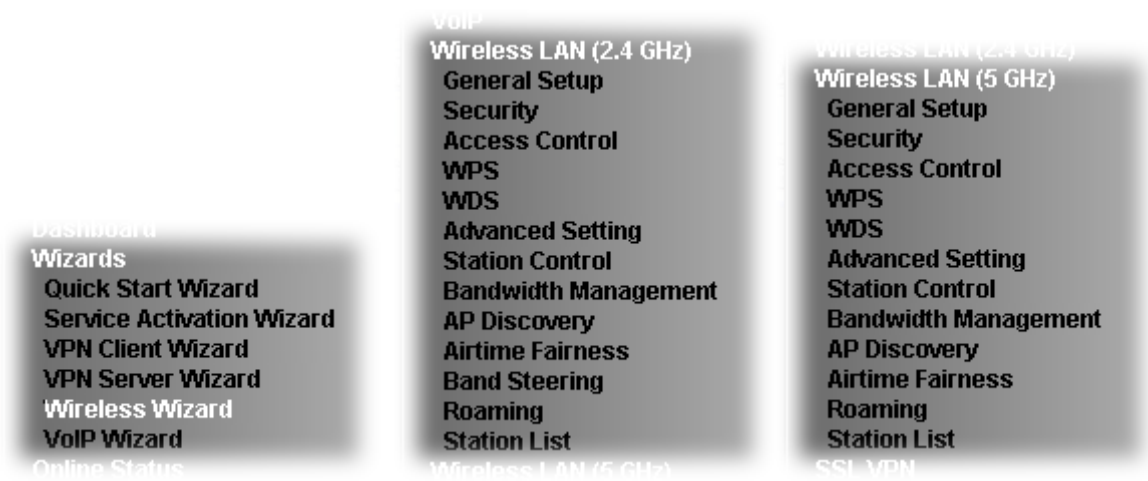 Dashboard
Wizards
Quick Start Wizard
Service Activation Wizard
VPN Client Wizard
VPN Server Wizard
Wireless Wizard
VoIP Wizard
Online Status
VoIP
Wireless LAN (2.4 GHz)
General Setup
Security
Access Control
WPS
WDS
Advanced Setting
Station Control
Bandwidth Management
AP Discovery
Airtime Fairness
Band Steering
Roaming
Station List
Wireless LAN (5 GHz)
Wireless LAN (2.4 GHz)
Wireless LAN (5 GHz)
General Setup
Security
Access Control
WPS
WDS
Advanced Setting
Station Control
Bandwidth Management
AP Discovery
Airtime Fairness
Roaming
Station List
SSL VPN